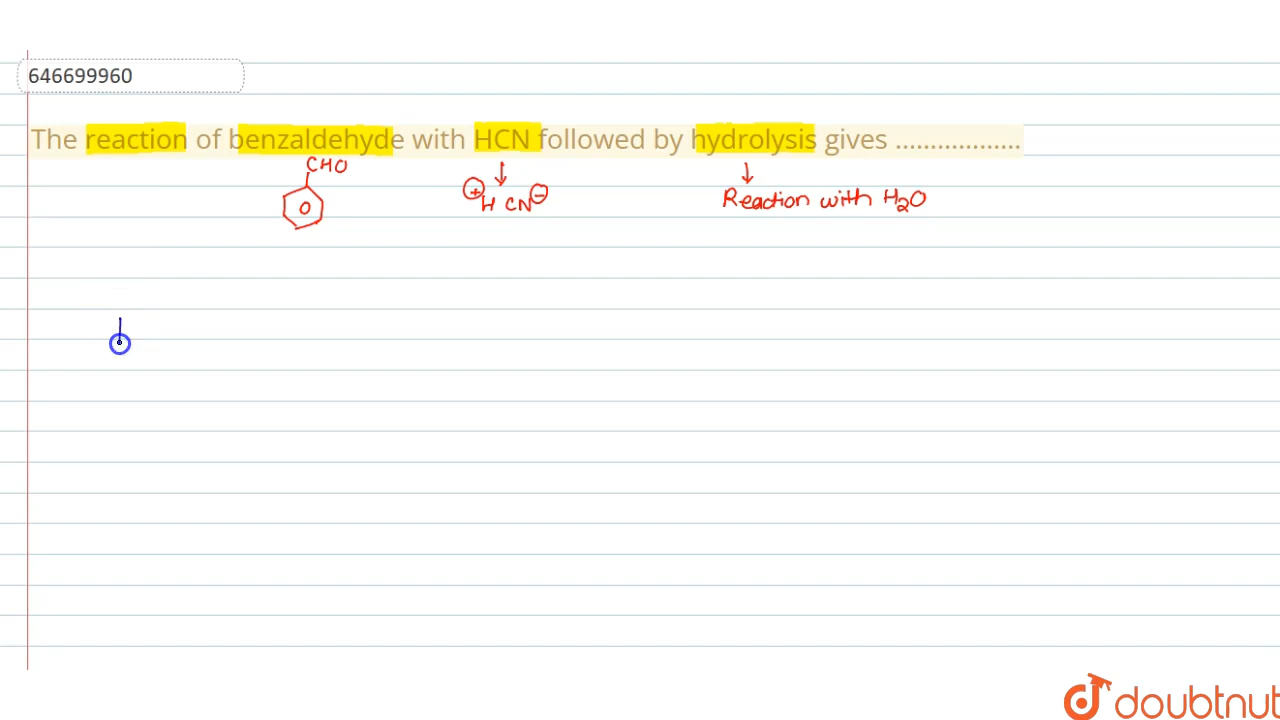 646699960
The reaction of benzaldehyde with HCN followed by hydrolysis gives ..................
CHO
⊕H CN⊖
Reaction with H₂O
doubtnut